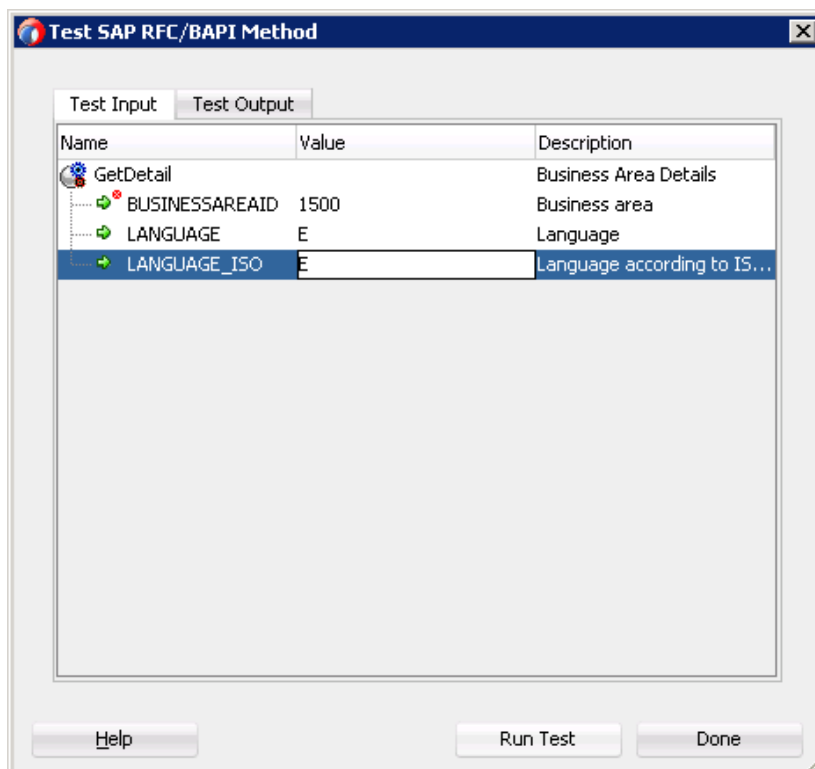 Test SAP RFC/BAPI Method
Test Input Test Output
Name Value Description
GetDetail Business Area Details
BUSINESSAREAID 1500 Business area
LANGUAGE E Language
LANGUAGE_ISO E Language according to IS...
Help Run Test Done